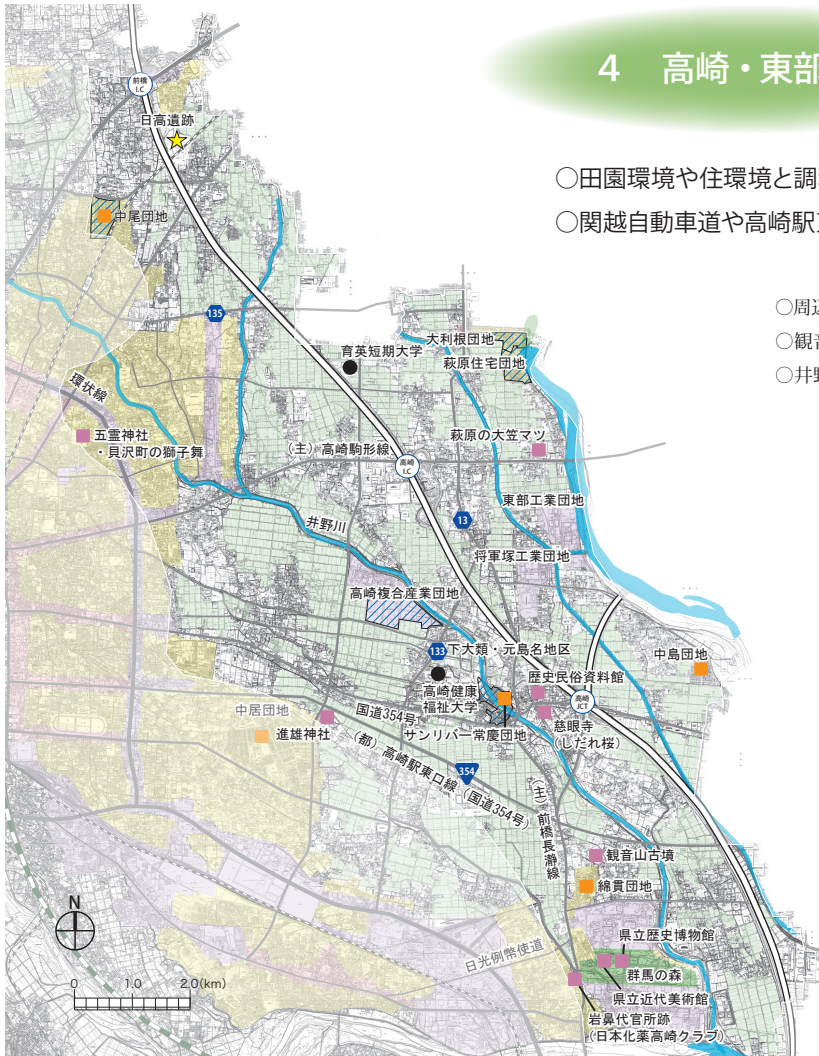 4 高崎・東部
○田園環境や住環境と調
○関越自動車道や高崎駅
○周辺
○観音
○井野
前橋
I.C
日高遺跡
中尾団地
135
大利根団地
萩原住宅団地
育英短期大学
環状線
五霊神社
・貝沢町の獅子舞
萩原の大笠マツ
(主)高崎駒形線
高崎
I.C
東部工業団地
13
井野川
将軍塚工業団地
高崎複合産業団地
133
下大類・元島名地区
中島団地
歴史民俗資料館
高崎健康
福祉大学
高崎
JCT
中居団地
国道354号
慈眼寺
(しだれ桜)
サンリバー常慶団地
進雄神社
(都)高崎駅東口線(国道354号)
354
(主)前橋長瀞線
観音山古墳
綿貫団地
N
県立歴史博物館
日光例幣使道
群馬の森
0 1.0 2.0(km)
県立近代美術館
岩鼻代官所跡
(日本化薬高崎クラブ)